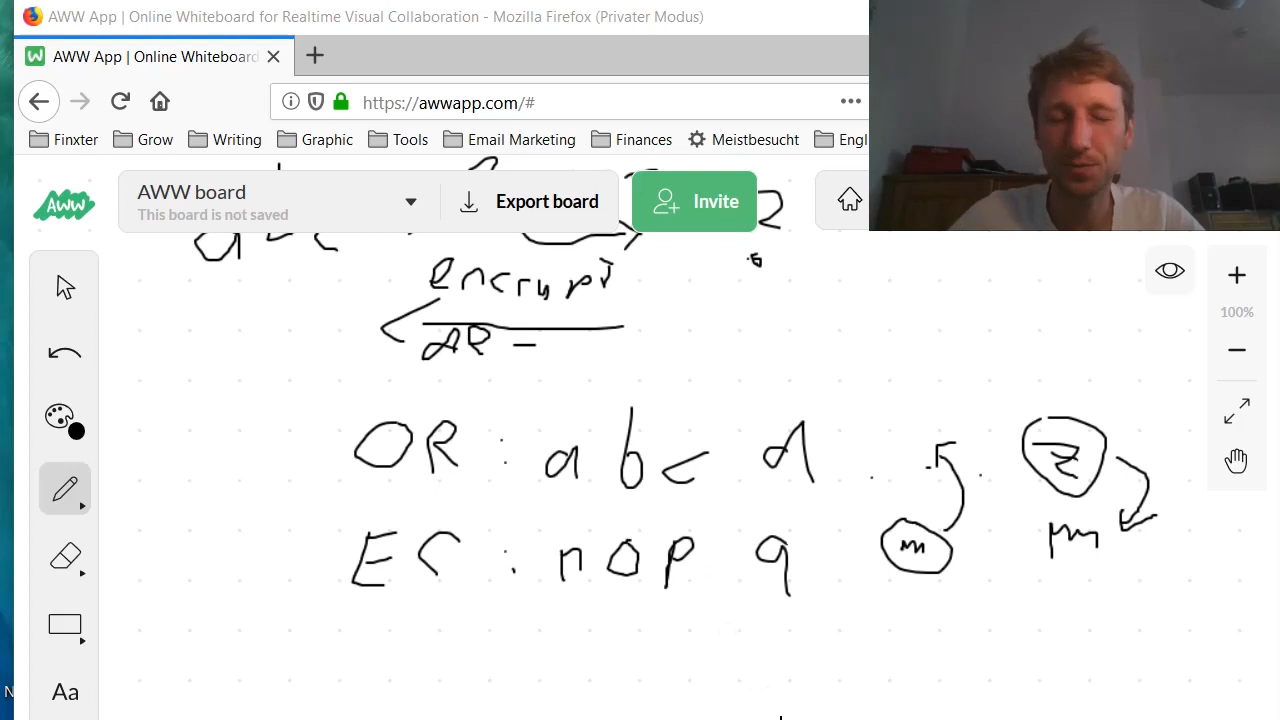 AWW App | Online Whiteboard for Realtime Visual Collaboration - Mozilla Firefox (Privater Modus)
AWW App | Online Whiteboard
https://awwapp.com/#
Finxter Grow Writing Graphic Tools Email Marketing Finances Meistbesucht Engl
AWW
AWW board
This board is not saved
Export board
Invite
encrypt
100%
OR : a b c d . . z
EC : n o p q m m
Aa
N